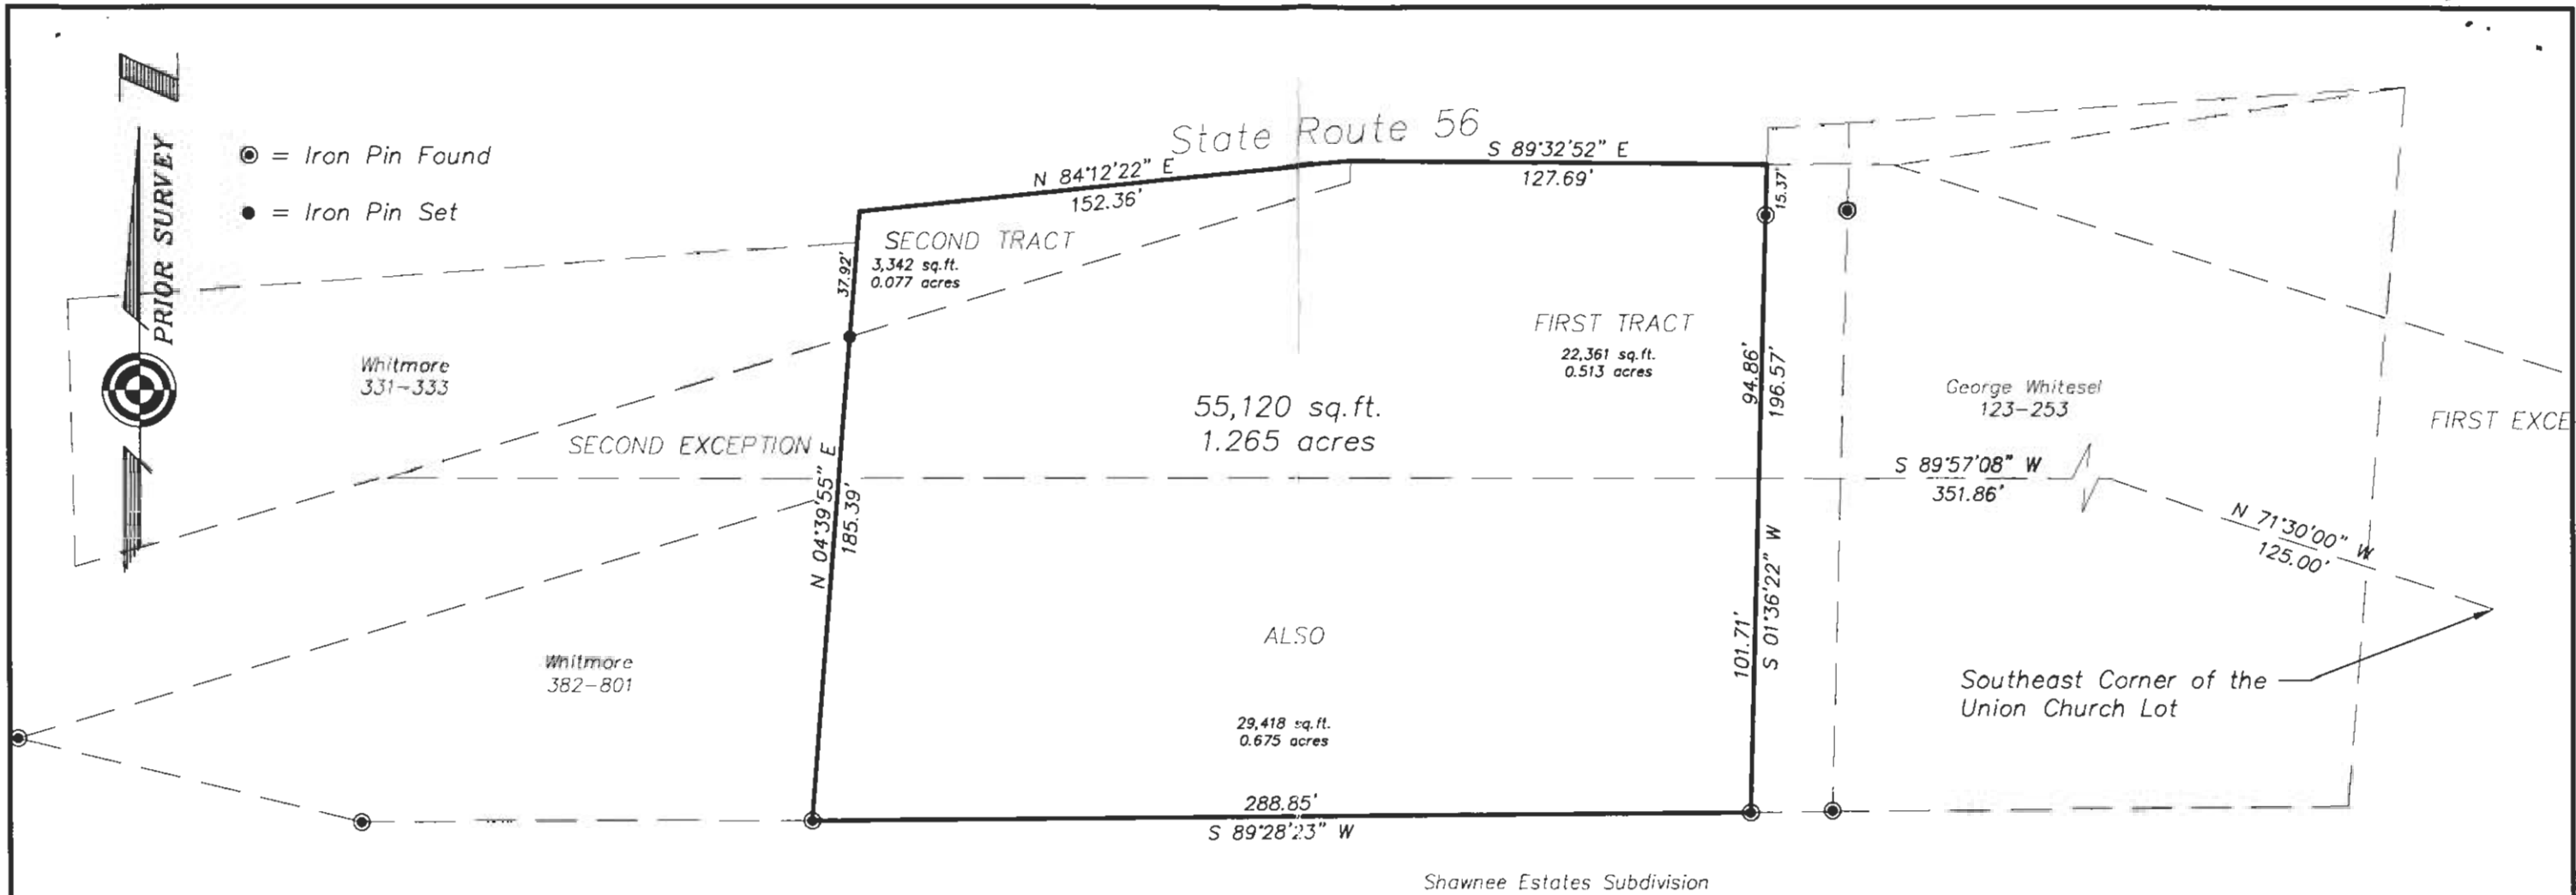 PRIOR SURVEY
= Iron Pin Found
= Iron Pin Set
State Route 56
N 84°12'22" E
152.36'
S 89°32'52" E
127.69'
15.37'
SECOND TRACT
3,342 sq.ft.
0.077 acres
37.92'
Whitmore
331-333
FIRST TRACT
22,361 sq.ft.
0.513 acres
94.86'
196.57'
George Whitesel
123-253
FIRST EXCE
55,120 sq.ft.
1.265 acres
SECOND EXCEPTION
S 89°57'08" W
351.86'
N 04°39'55" E
185.39'
N 71°30'00" W
125.00'
101.71'
S 01°36'22" W
ALSO
Whitmore
382-801
Southeast Corner of the
Union Church Lot
29,418 sq.ft.
0.675 acres
288.85'
S 89°28'23" W
Shawnee Estates Subdivision